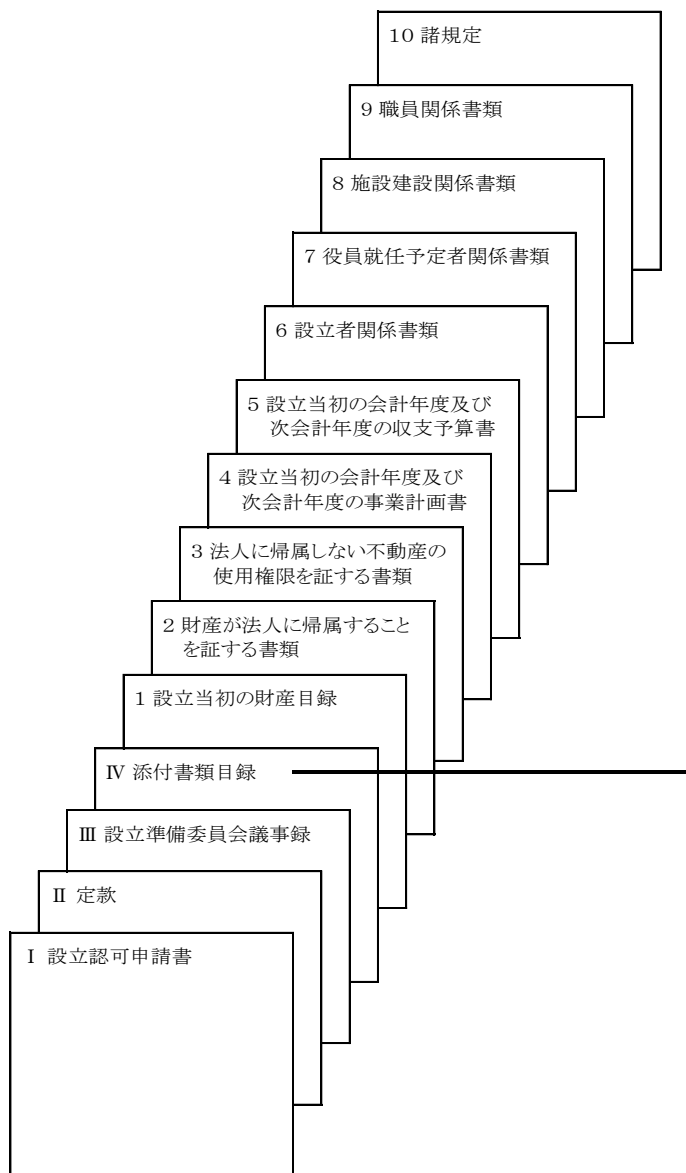 10 諸規定
9 職員関係書類
8 施設建設関係書類
7 役員就任予定者関係書類
6 設立者関係書類
5 設立当初の会計年度及び
次会計年度の収支予算書
4 設立当初の会計年度及び
次会計年度の事業計画書
3 法人に帰属しない不動産の
使用権限を証する書類
2 財産が法人に帰属すること
を証する書類
1 設立当初の財産目録
Ⅳ 添付書類目録
Ⅲ 設立準備委員会議事録
Ⅱ 定款
Ⅰ 設立認可申請書